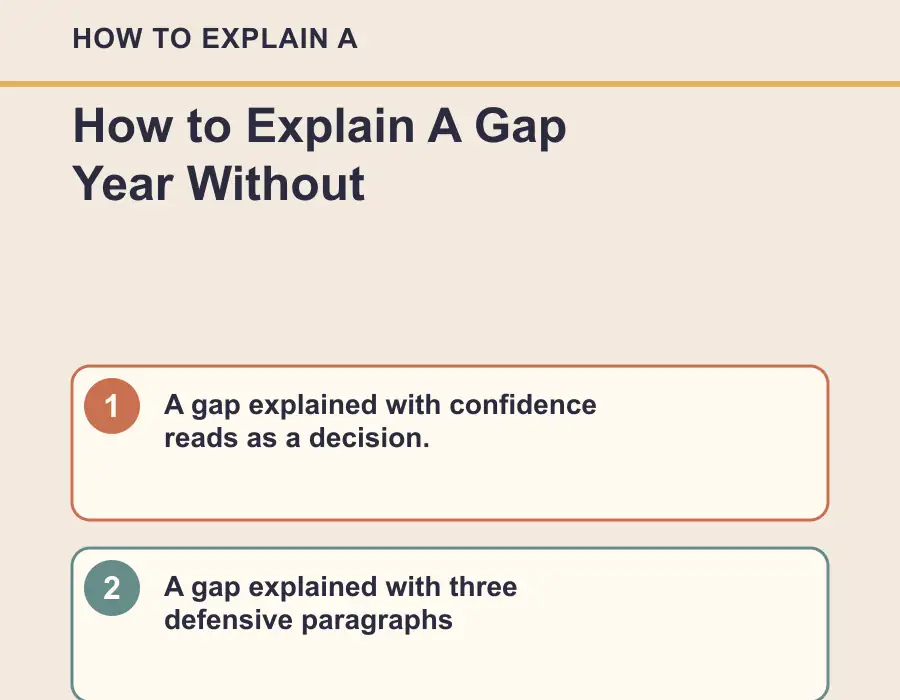 HOW TO EXPLAIN A
How to Explain A Gap
Year Without
1
A gap explained with confidence
reads as a decision.
2
A gap explained with three
defensive paragraphs